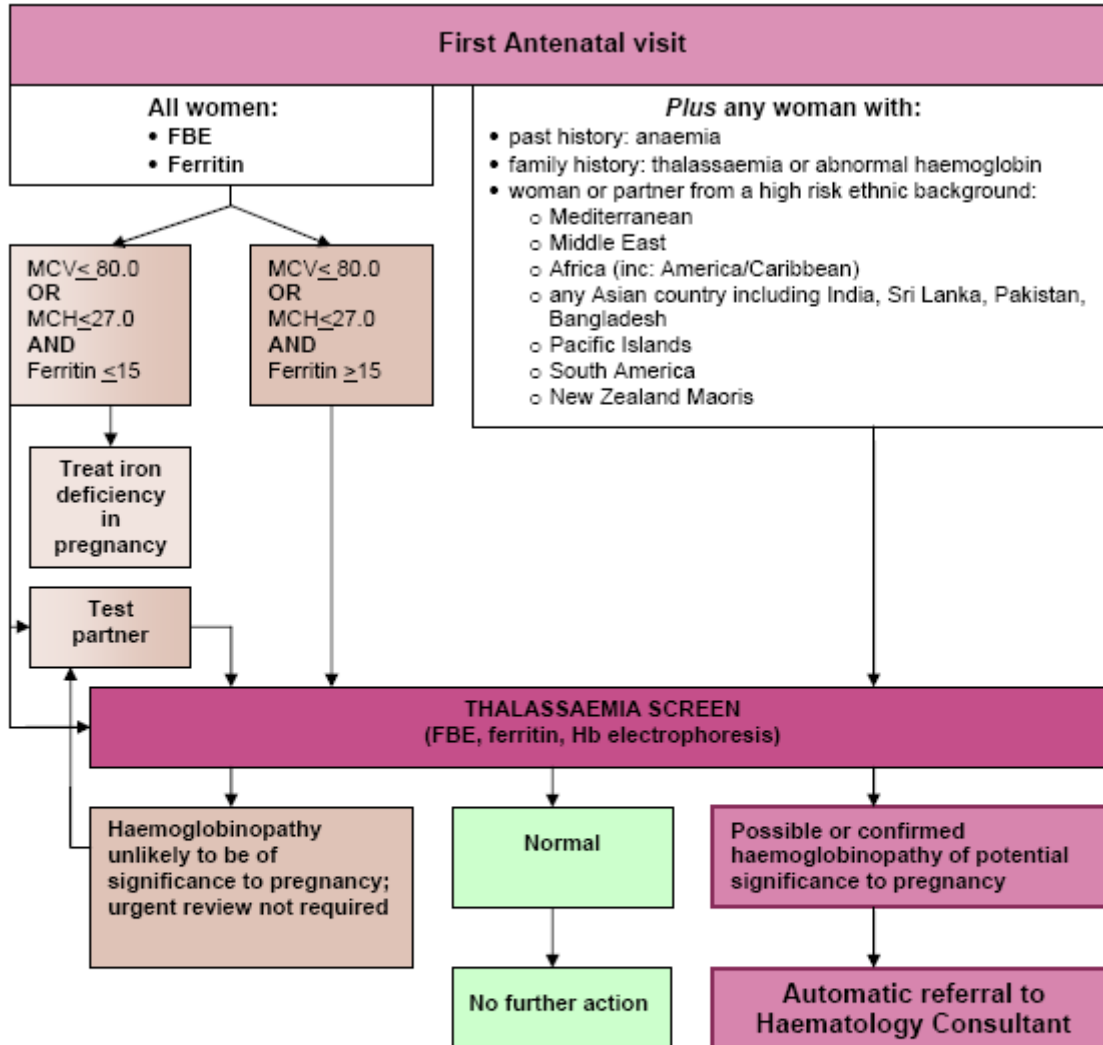 First Antenatal visit
All women:
• FBE
• Ferritin
Plus any woman with:
• past history: anaemia
• family history: thalassaemia or abnormal haemoglobin
• woman or partner from a high risk ethnic background:
o Mediterranean
o Middle East
o Africa (inc: America/Caribbean)
o any Asian country including India, Sri Lanka, Pakistan,
Bangladesh
o Pacific Islands
o South America
o New Zealand Maoris
MCV≤ 80.0
OR
MCH≤27.0
AND
Ferritin ≤15
MCV≤ 80.0
OR
MCH≤27.0
AND
Ferritin ≥15
Treat iron
deficiency
in
pregnancy
Test
partner
THALASSAEMIA SCREEN
(FBE, ferritin, Hb electrophoresis)
Haemoglobinopathy
unlikely to be of
significance to pregnancy;
urgent review not required
Normal
Possible or confirmed
haemoglobinopathy of potential
significance to pregnancy
No further action
Automatic referral to
Haematology Consultant